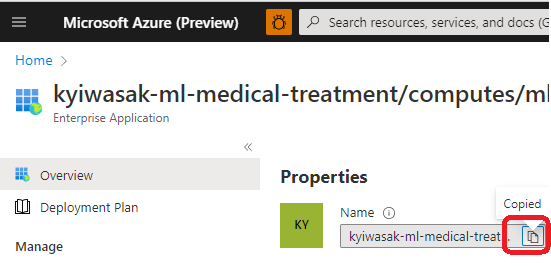 Microsoft Azure (Preview)
Search resources, services, and docs (G
Home
kyiwasak-ml-medical-treatment/computes/ml
Enterprise Application
Overview
Deployment Plan
Manage
Properties
Copied
KY
Name
kyiwasak-ml-medical-treat...